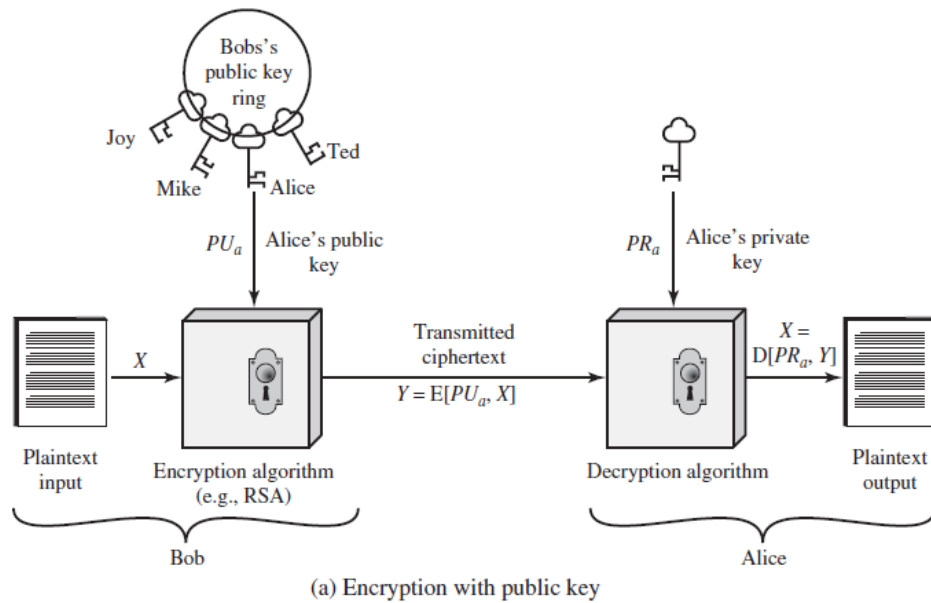 Bobs's
public key
ring
Joy
Ted
Mike
Alice
PUa
Alice's public
key
PRa
Alice's private
key
X
Transmitted
ciphertext
Y = E[PUa, X]
X =
D[PRa, Y]
Plaintext
input
Encryption algorithm
(e.g., RSA)
Decryption algorithm
Plaintext
output
Bob
Alice
(a) Encryption with public key